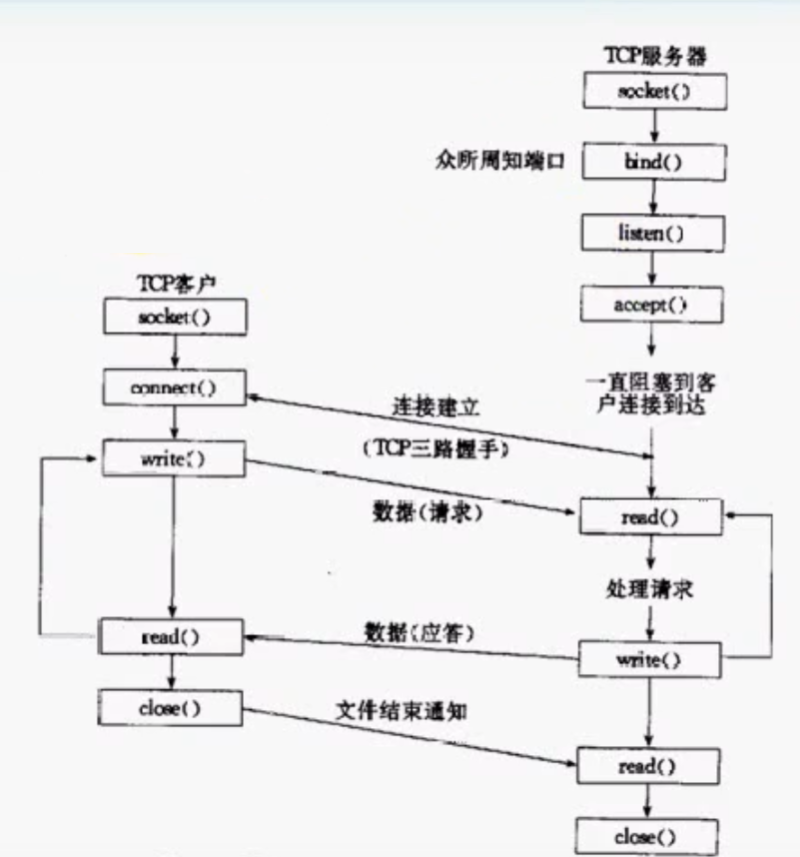 TCP服务器
socket()
众所周知端口
bind()
listen()
TCP客户
socket()
accept()
connect()
一直阻塞到客
户连接到达
连接建立
(TCP三路握手)
write()
数据(请求)
read()
处理请求
read()
数据(应答)
write()
close()
文件结束通知
read()
close()